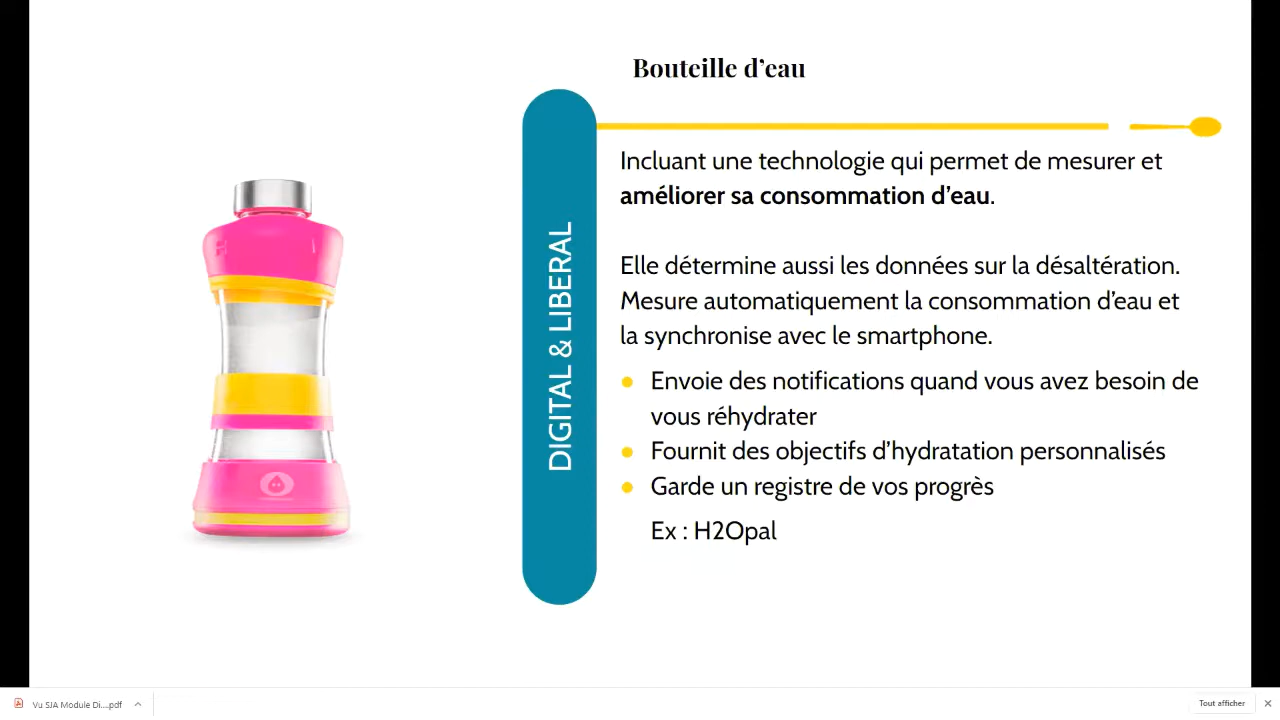 Bouteille d’eau
DIGITAL & LIBERAL
Incluant une technologie qui permet de mesurer et
améliorer sa consommation d’eau.
Elle détermine aussi les données sur la désaltération.
Mesure automatiquement la consommation d’eau et
la synchronise avec le smartphone.
Envoie des notifications quand vous avez besoin de
vous réhydrater
Fournit des objectifs d’hydratation personnalisés
Garde un registre de vos progrès
Ex : H2Opal
Vu SJA Module Di....pdf
Tout afficher